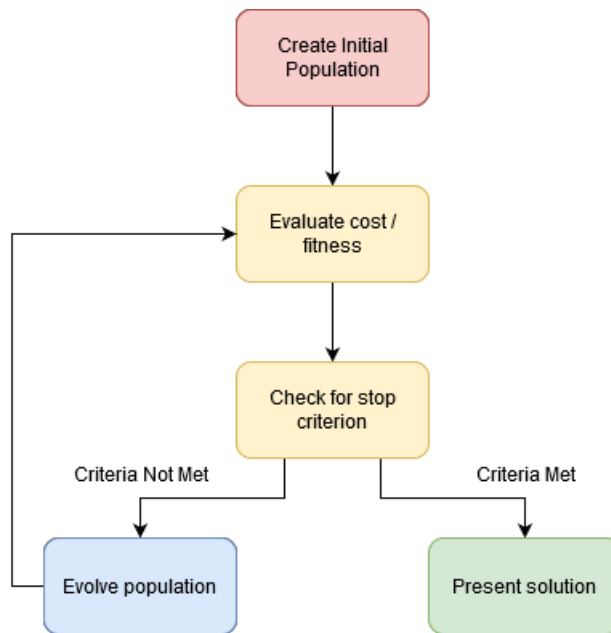 Create Initial
Population
Evaluate cost /
fitness
Check for stop
criterion
Criteria Not Met
Criteria Met
Evolve population
Present solution